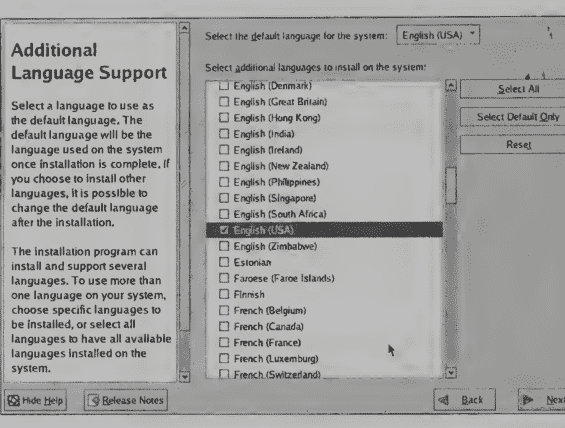 Additional
Language Support
Select a language to use as
the default language. The
default language will be the
language used on the system
once installation is complete. If
you choose to install other
languages, it is possible to
change the default language
after the installation.
The installation program can
install and support several
languages. To use more than
one language on your system,
choose specific languages to
be installed, or select all
languages to have all available
languages installed on the
system.
Select the default language for the system: English (USA)
Select additional languages to install on the system:
English (Denmark)
English (Great Britain)
English (Hong Kong)
English (India)
English (Ireland)
English (New Zealand)
English (Philippines)
English (Singapore)
English (South Africa)
English (USA)
English (Zimbabwe)
Estonian
Faroese (Faroe Islands)
Finnish
French (Belgium)
French (Canada)
French (France)
French (Luxemburg)
French (Switzerland)
Select All
Select Default Only
Reset
Hide Help
Release Notes
Back
Next